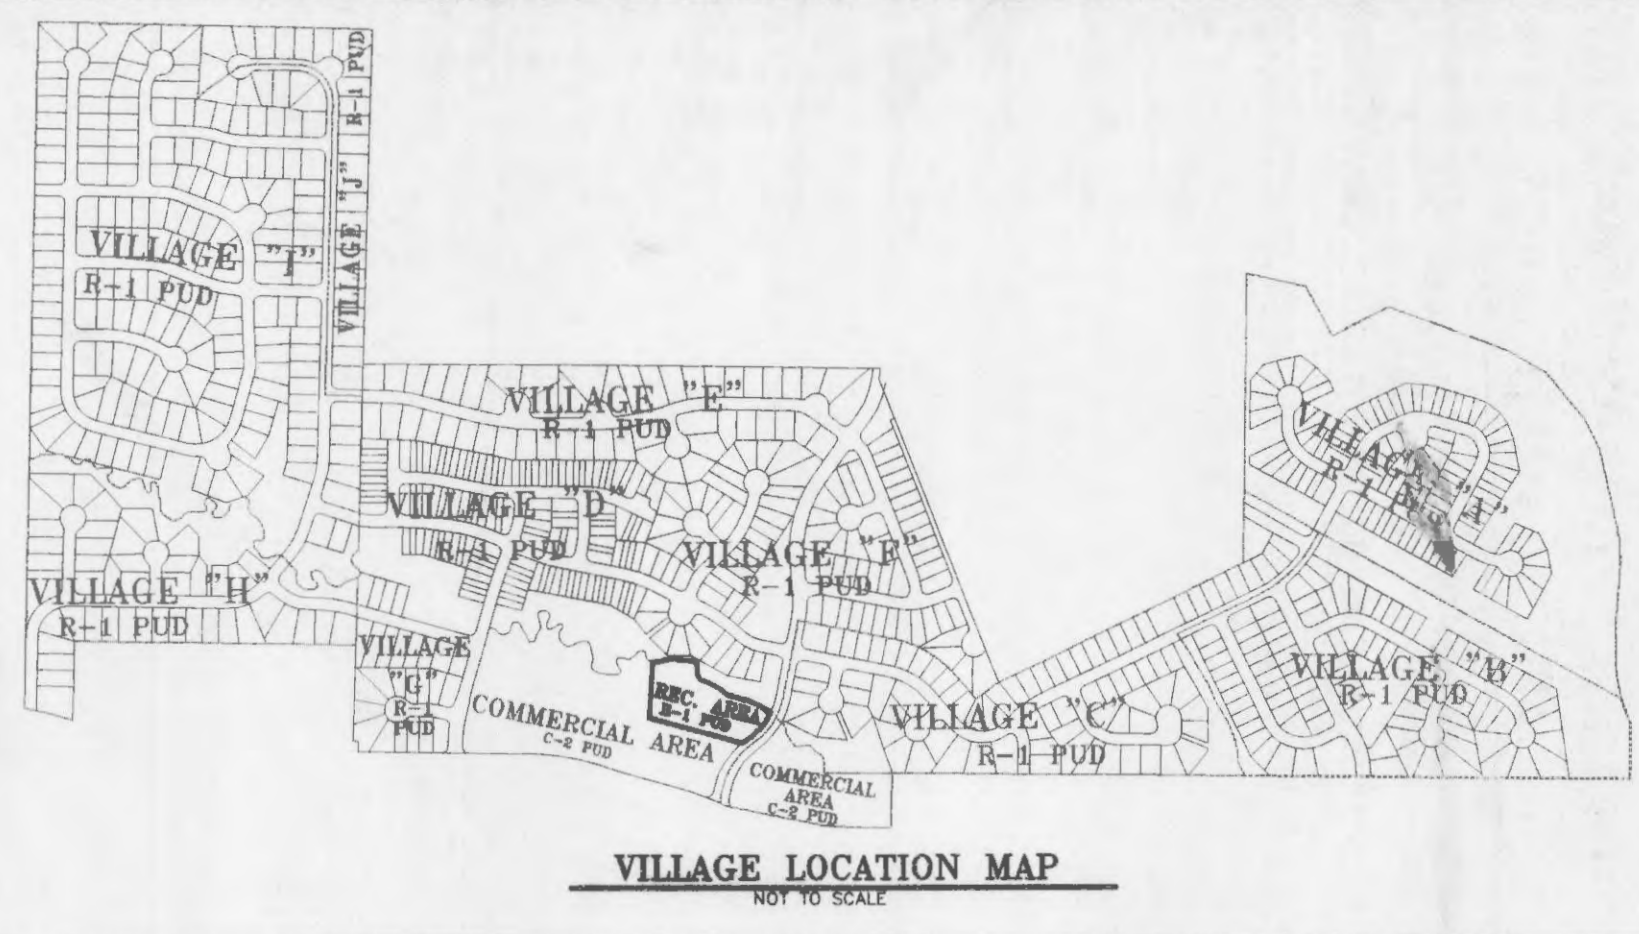 VILLAGE "I"
R-1 PUD
VILLAGE "J" R-1 PUD
VILLAGE "E"
R-1 PUD
VILLAGE "D"
R-1 PUD
VILLAGE "F"
R-1 PUD
VILLAGE "H"
R-1 PUD
VILLAGE
"G"
R-1
PUD
REC. AREA
B-1 PUD
COMMERCIAL AREA
C-2 PUD
COMMERCIAL
AREA
C-2 PUD
VILLAGE "C"
R-1 PUD
VILLAGE "B"
R-1 PUD
VILLAGE
R-1
VILLAGE LOCATION MAP
NOT TO SCALE